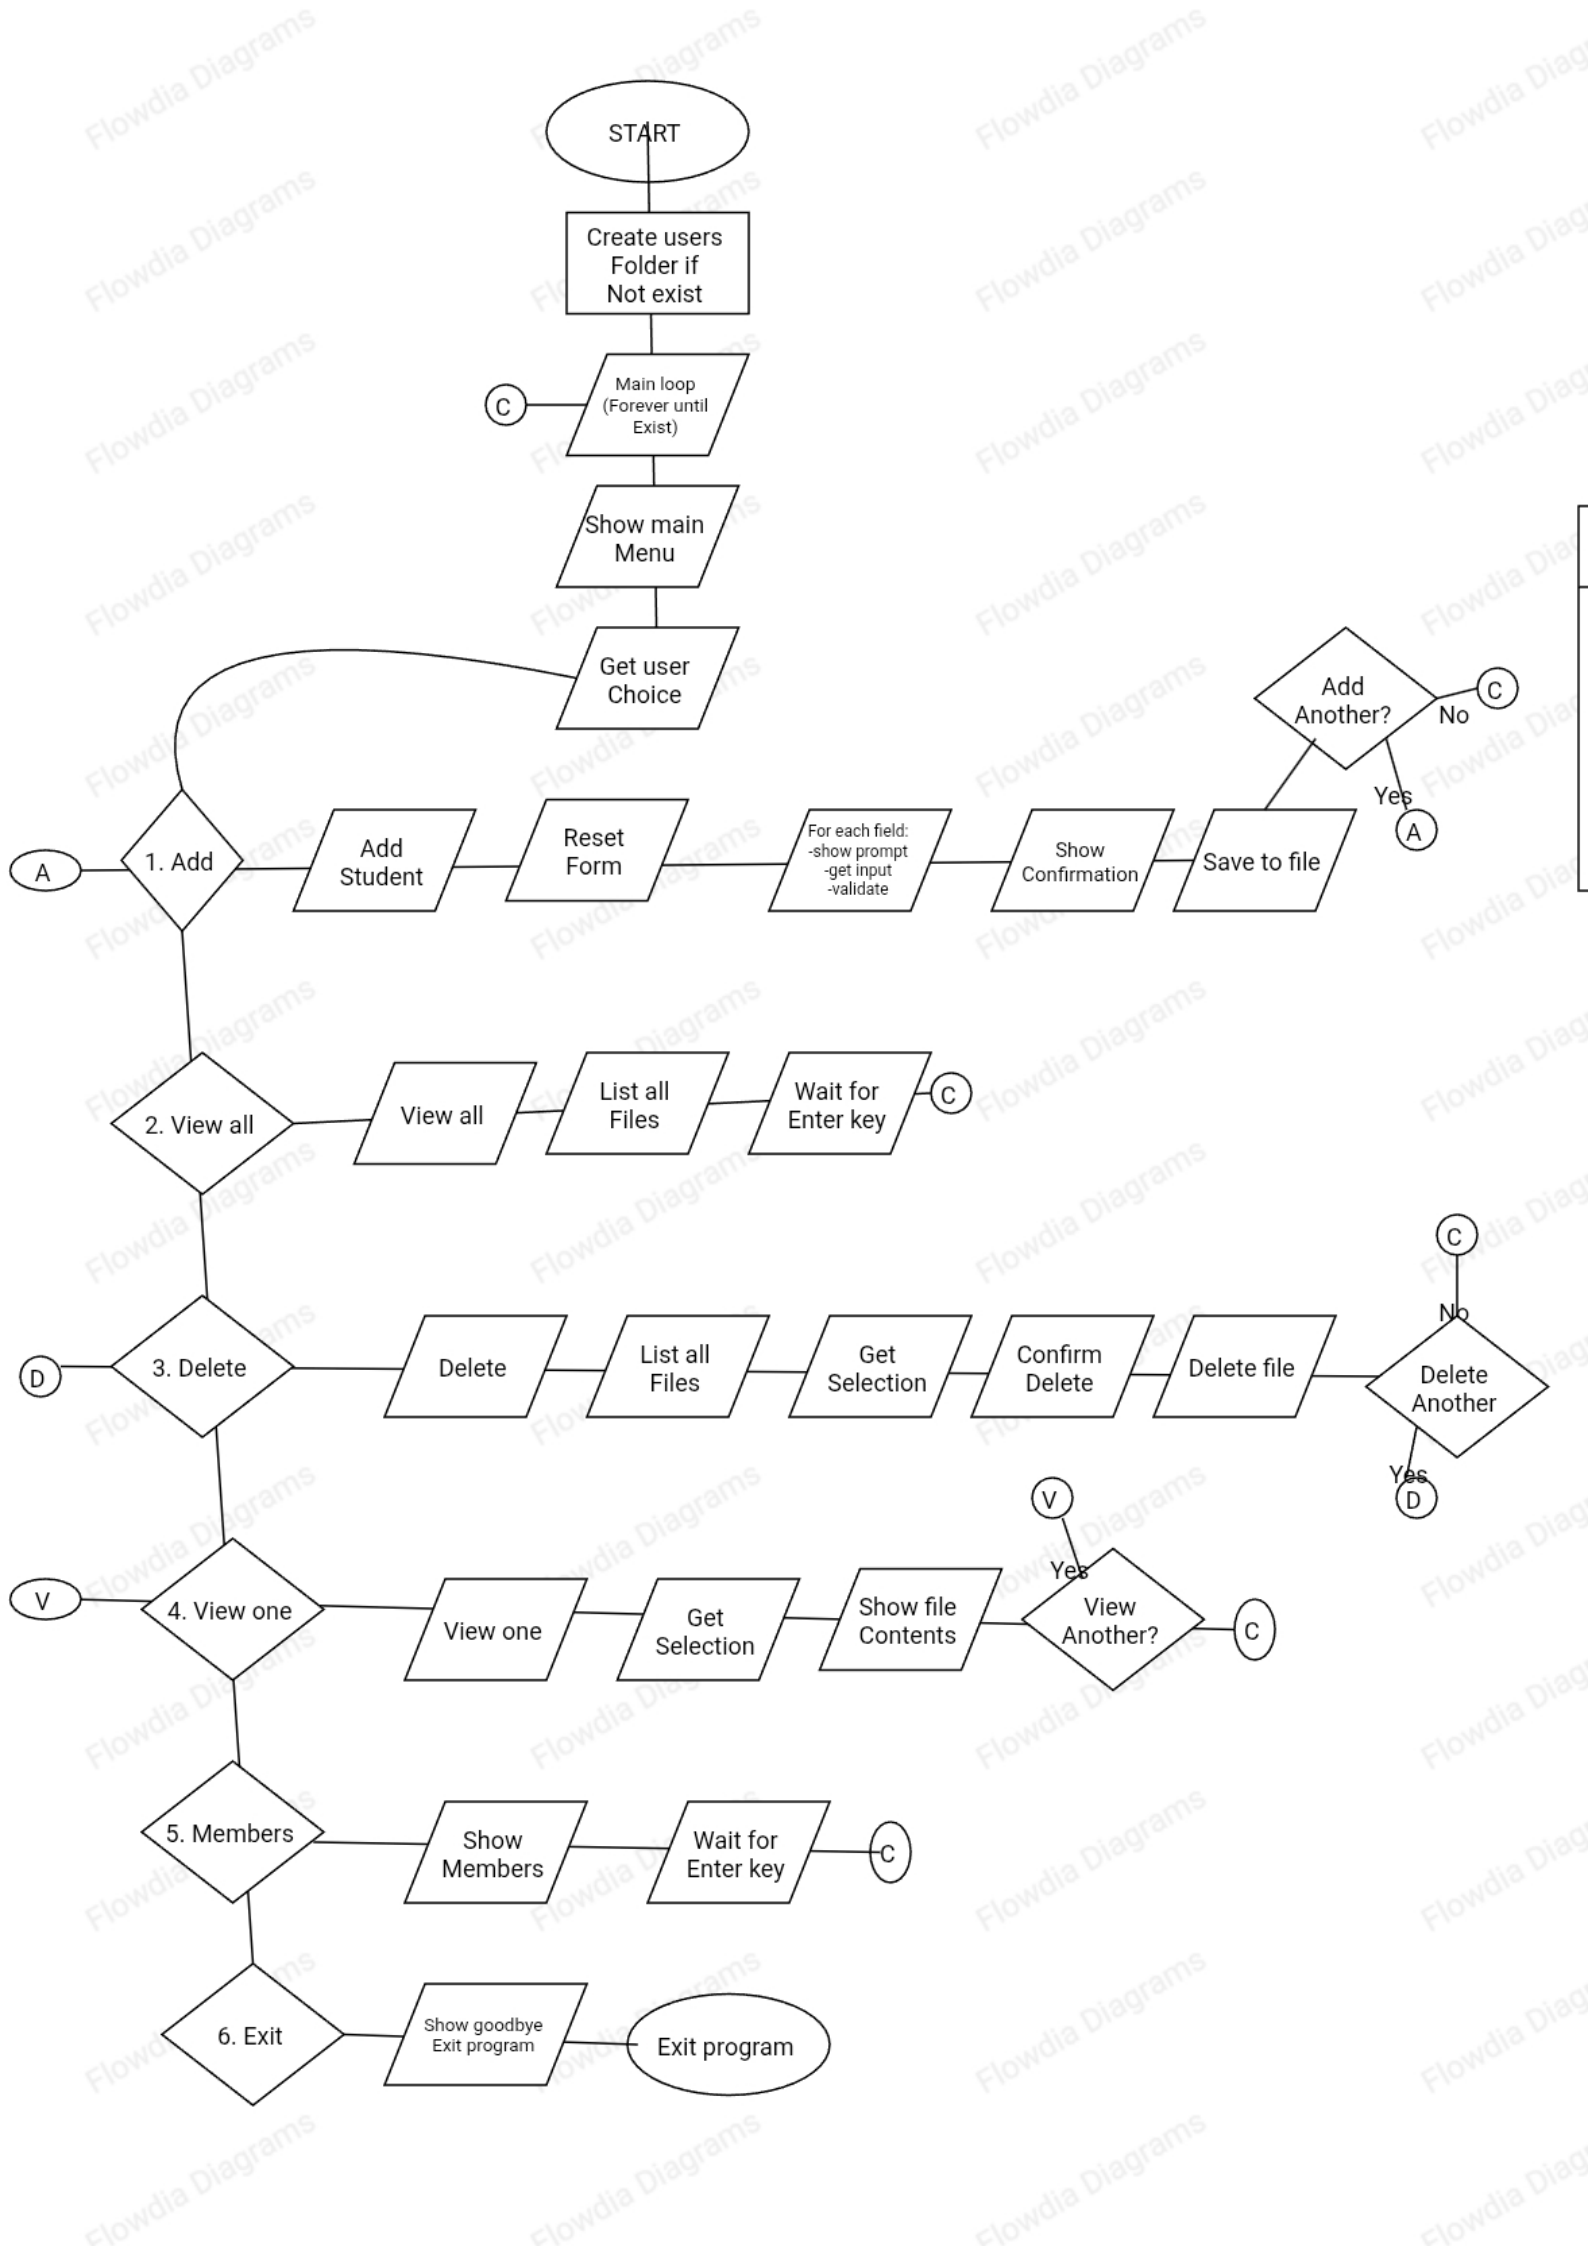 START
Create users
Folder if
Not exist
C
Main loop
(Forever until
Exist)
Show main
Menu
Get user
Choice
A
1. Add
Add
Student
Reset
Form
For each field:
-show prompt
-get input
-validate
Show
Confirmation
Save to file
Add
Another?
No
C
Yes
A
2. View all
View all
List all
Files
Wait for
Enter key
C
D
3. Delete
Delete
List all
Files
Get
Selection
Confirm
Delete
Delete file
Delete
Another
No
C
Yes
D
V
4. View one
View one
Get
Selection
Show file
Contents
View
Another?
Yes
V
C
5. Members
Show
Members
Wait for
Enter key
C
6. Exit
Show goodbye
Exit program
Exit program
Flowdia Diagrams